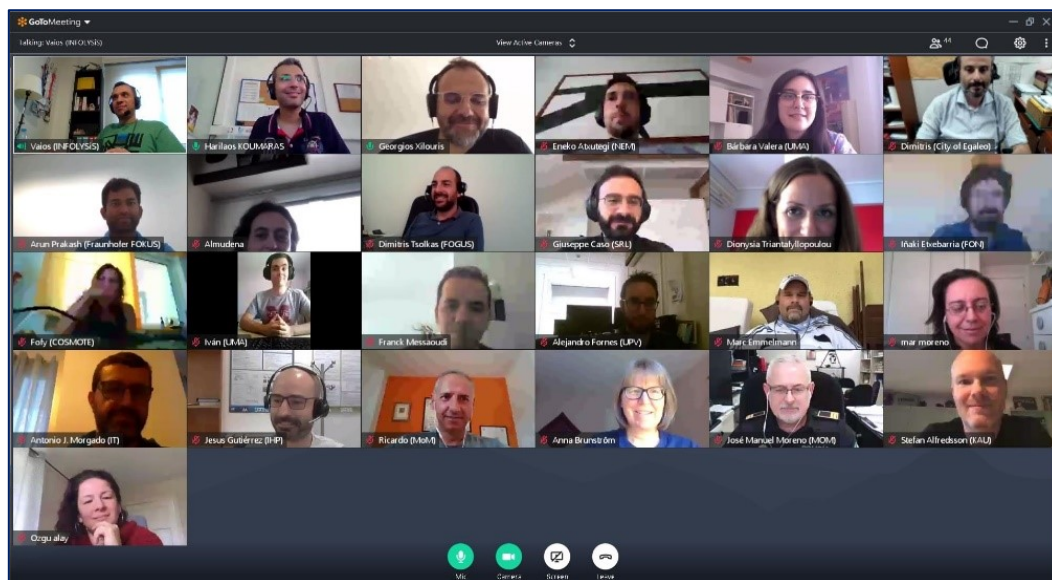 GoToMeeting
Talking: Vaios (INFOLYSiS)
View Active Cameras
44
Vaios (INFOLYSiS)
Harilaos KOUMARAS
Georgios Xilouris
Eneko Atxutegi (NEM)
Bárbara Valera (UMA)
Dimitris (City of Egaleo)
Arun Prakash (Fraunhofer FOKUS)
Almudena
Dimitris Tsolkas (FOGUS)
Giuseppe Caso (SRL)
Dionysia Triantafyllopoulou
Iñaki Etxebarria (FON)
Fofy (COSMOTE)
Iván (UMA)
Franck Messaoudi
Alejandro Fornes (UPV)
Marc Emmelmann
mar moreno
Antonio J. Morgado (IT)
Jesus Gutiérrez (IHP)
Ricardo (MoM)
Anna Brunström
José Manuel Moreno (MOM)
Stefan Alfredsson (KAU)
Ozgu alay
Mic
Camera
Screen
Leave